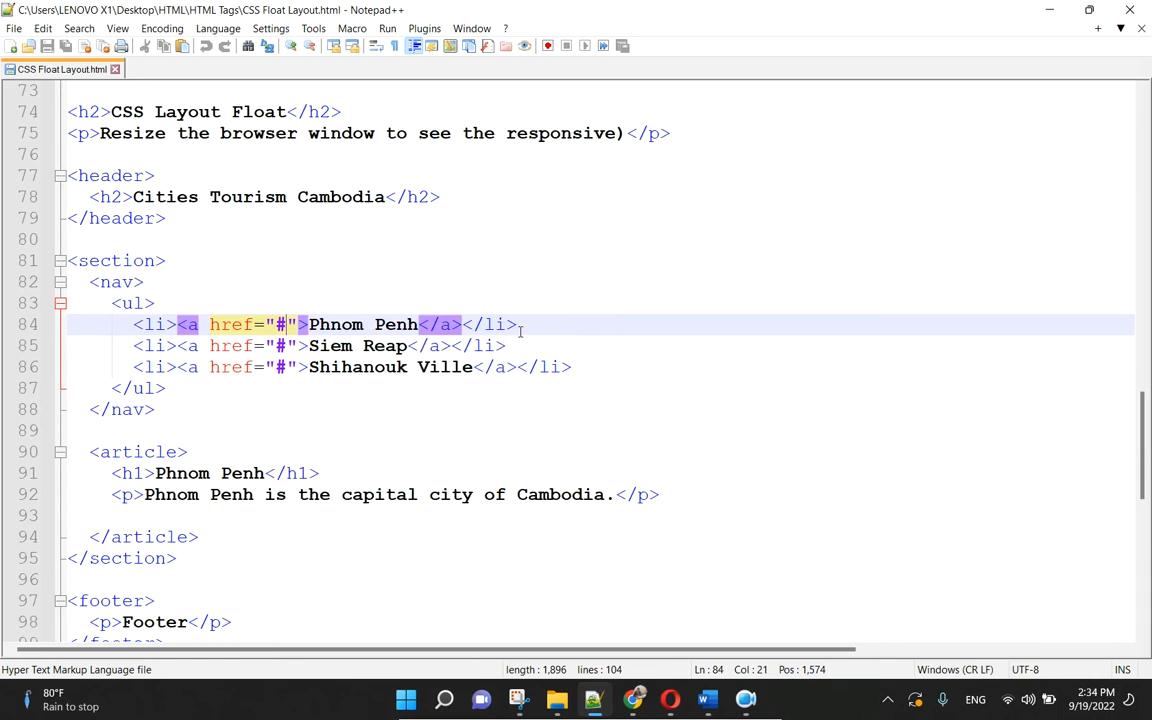 C:\Users\LENOVO X1\Desktop\HTML\HTML Tags\CSS Float Layout.html - Notepad++
File Edit Search View Encoding Language Settings Tools Macro Run Plugins Window ?
CSS Float Layout.html
73
74 <h2>CSS Layout Float</h2>
75 <p>Resize the browser window to see the responsive)</p>
76
77 <header>
78 <h2>Cities Tourism Cambodia</h2>
79 </header>
80
81 <section>
82 <nav>
83 <ul>
84 <li><a href="#">Phnom Penh</a></li>
85 <li><a href="#">Siem Reap</a></li>
86 <li><a href="#">Shihanouk Ville</a></li>
87 </ul>
88 </nav>
89
90 <article>
91 <h1>Phnom Penh</h1>
92 <p>Phnom Penh is the capital city of Cambodia.</p>
93
94 </article>
95 </section>
96
97 <footer>
98 <p>Footer</p>
99 </footer>
Hyper Text Markup Language file length : 1,896 lines : 104 Ln : 84 Col : 21 Pos : 1,574 Windows (CR LF) UTF-8 INS
80°F
Rain to stop
ENG
2:34 PM
9/19/2022